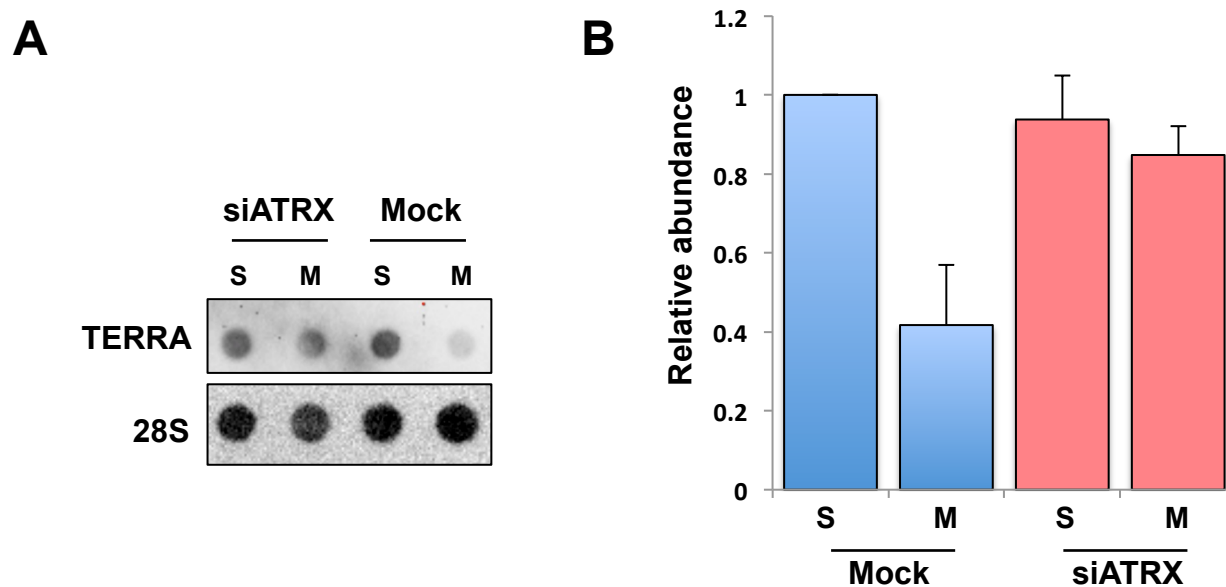 A
siATRX Mock
S M S M
TERRA
28S
B
Relative abundance
1.2
1
0.8
0.6
0.4
0.2
0
S M S M
Mock siATRX